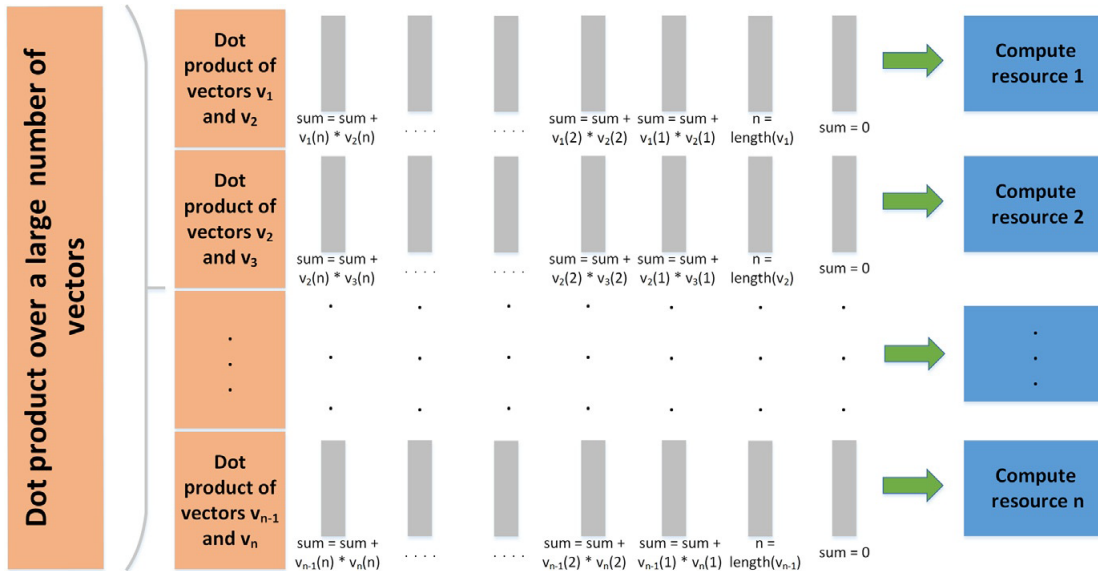 Dot product over a large number of
vectors
Dot
product of
vectors v₁
and v₂
sum = sum +
v₁(n) * v₂(n)
. . . .
. . . .
sum = sum +
v₁(2) * v₂(2)
sum = sum +
v₁(1) * v₂(1)
n =
length(v₁)
sum = 0
Compute
resource 1
Dot
product of
vectors v₂
and v₃
sum = sum +
v₂(n) * v₃(n)
. . . .
. . . .
sum = sum +
v₂(2) * v₃(2)
sum = sum +
v₂(1) * v₃(1)
n =
length(v₂)
sum = 0
Compute
resource 2
Dot
product of
vectors vₙ₋₁
and vₙ
sum = sum +
vₙ₋₁(n) * vₙ(n)
. . . .
. . . .
sum = sum +
vₙ₋₁(2) * vₙ(2)
sum = sum +
vₙ₋₁(1) * vₙ(1)
n =
length(vₙ₋₁)
sum = 0
Compute
resource n